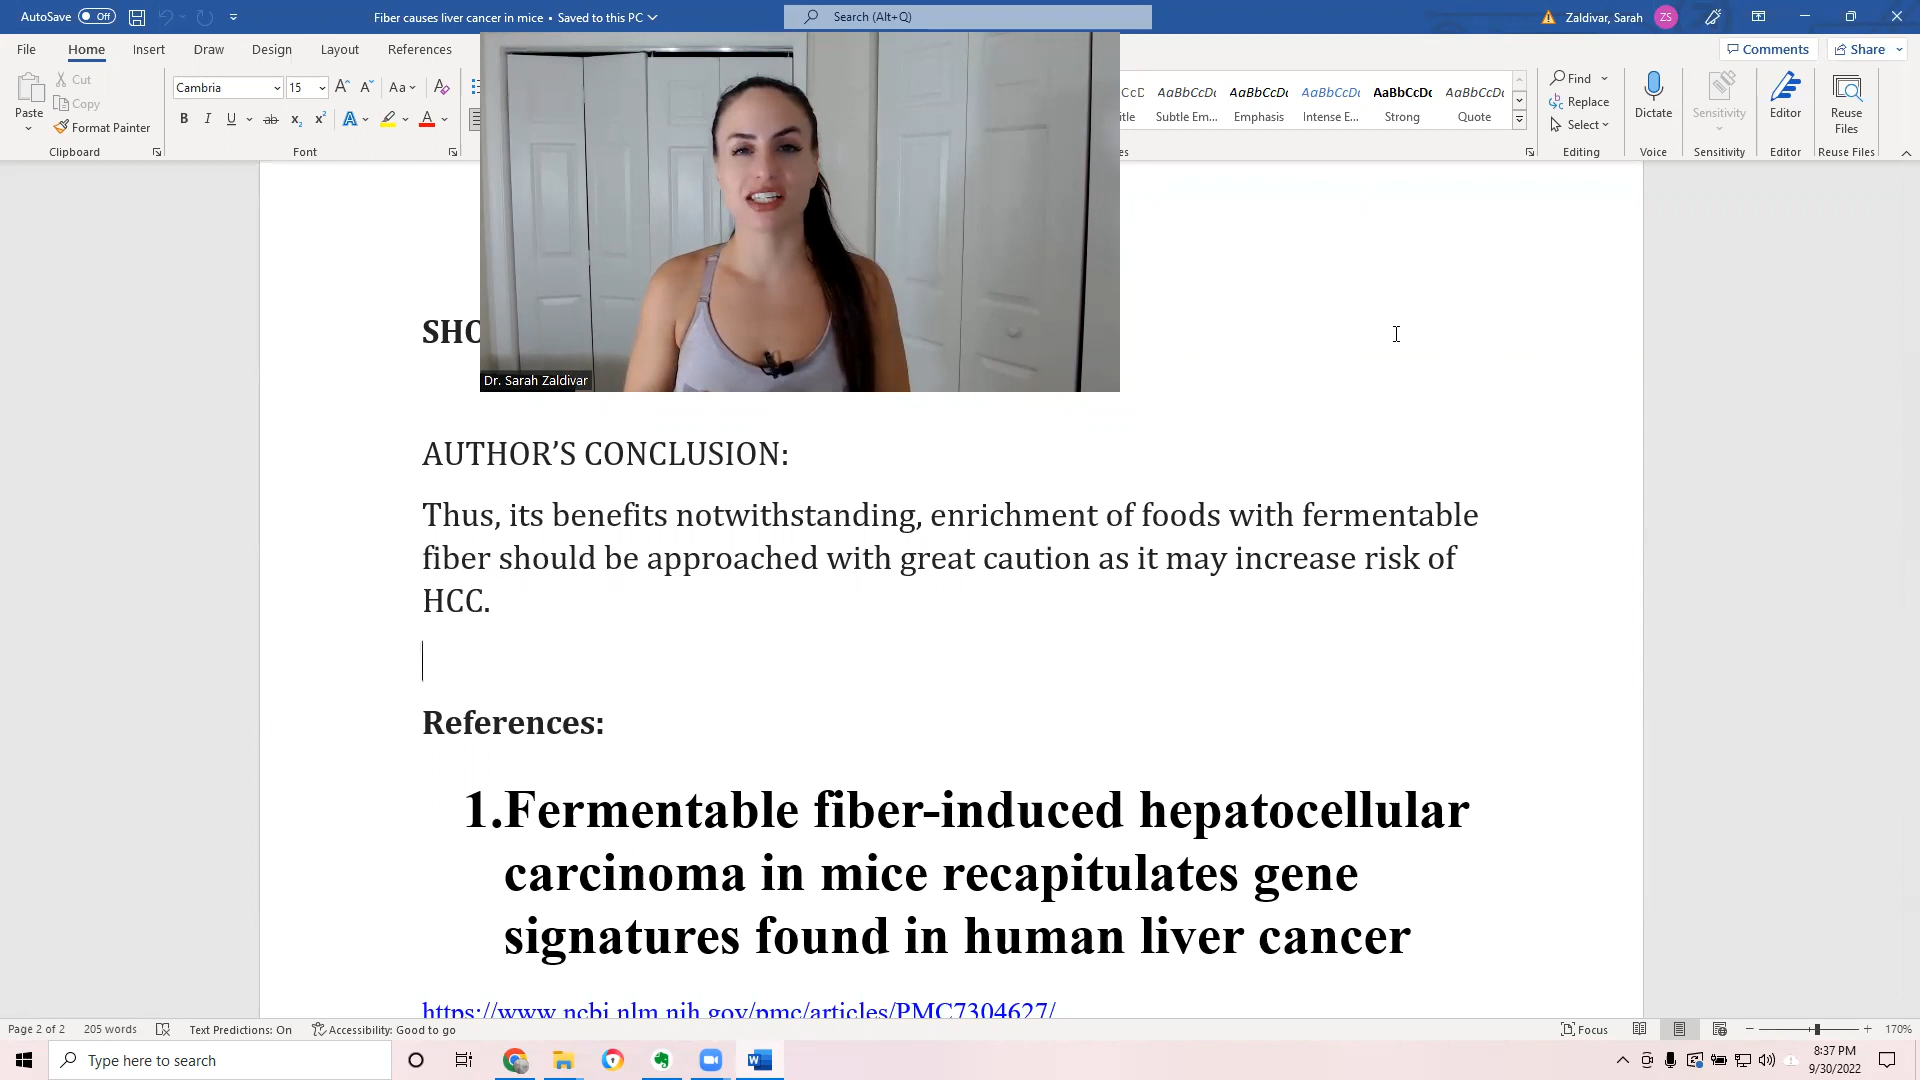 AutoSave Off Fiber causes liver cancer in mice • Saved to this PC Search (Alt+Q) Zaldivar, Sarah ZS
File Home Insert Draw Design Layout References Comments Share
Cut
Copy
Paste Format Painter
Cambria 15 Aa
B I U ab x₂ x² A A
AaBbCcDc AaBbCcDc AaBbCcDc AaBbCcDc AaBbCcDc
Subtle Em... Emphasis Intense E... Strong Quote
Find
Replace
Select
Dictate Sensitivity Editor Reuse
Files
Clipboard Font Editing Voice Sensitivity Editor Reuse Files
Dr. Sarah Zaldivar
AUTHOR’S CONCLUSION:
Thus, its benefits notwithstanding, enrichment of foods with fermentable
fiber should be approached with great caution as it may increase risk of
HCC.
References:
1.Fermentable fiber-induced hepatocellular
carcinoma in mice recapitulates gene
signatures found in human liver cancer
https://www.ncbi.nlm.nih.gov/pmc/articles/PMC7304627/
Page 2 of 2 205 words Text Predictions: On Accessibility: Good to go Focus 170%
Type here to search
8:37 PM
9/30/2022